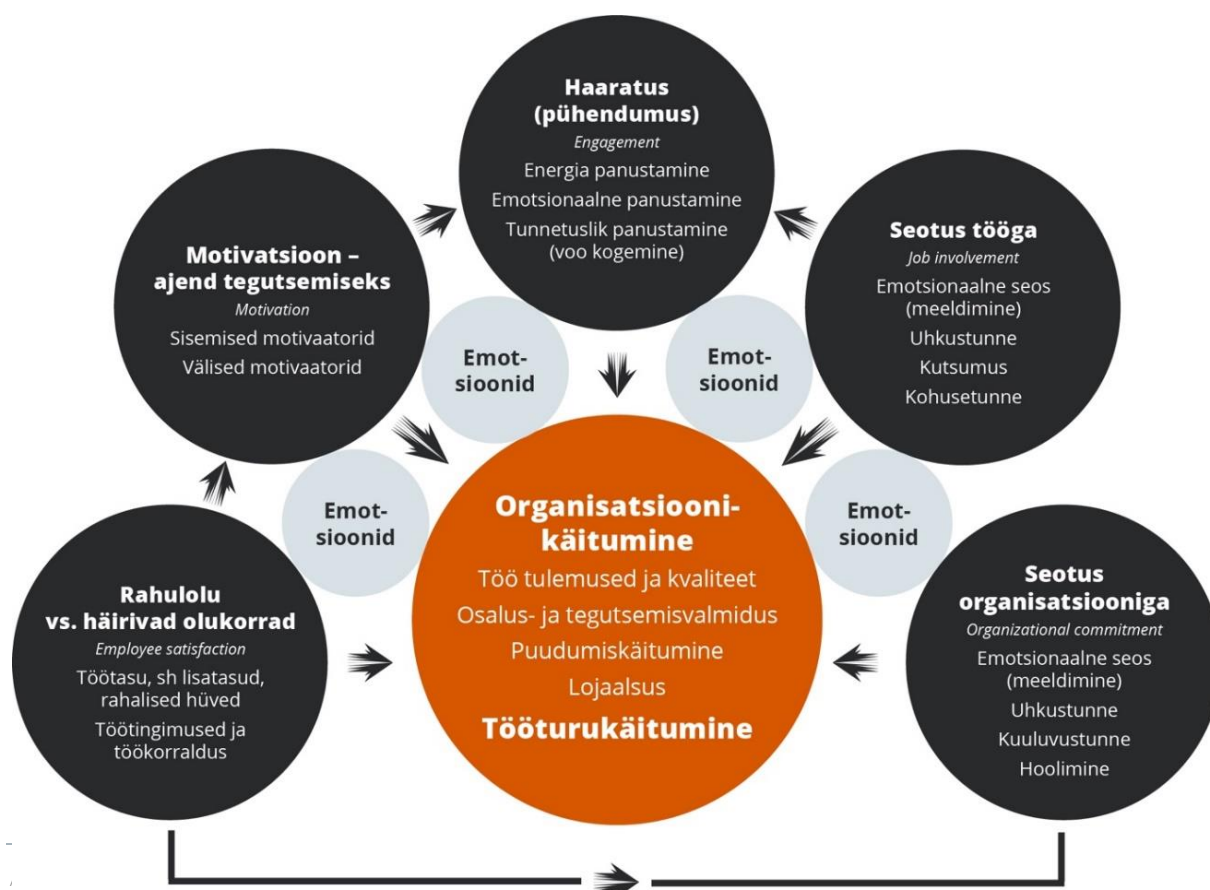 Haaratus
(pühendumus)
Engagement
Energia panustamine
Emotsionaalne panustamine
Tunnetuslik panustamine
(voo kogemine)
Motivatsioon –
ajend tegutsemiseks
Motivation
Sisemised motivaatorid
Välised motivaatorid
Seotus tööga
Job involvement
Emotsionaalne seos
(meeldimine)
Uhkustunne
Kutsumus
Kohusetunne
Emot-
sioonid
Emot-
sioonid
Emot-
sioonid
Emot-
sioonid
Organisatsiooni-
käitumine
Töö tulemused ja kvaliteet
Osalus- ja tegutsemisvalmidus
Puudumiskäitumine
Lojaalsus
Tööturukäitumine
Rahulolu
vs. häirivad olukorrad
Employee satisfaction
Töötasu, sh lisatasud,
rahalised hüved
Töötingimused ja
töökorraldus
Seotus
organisatsiooniga
Organizational commitment
Emotsionaalne seos
(meeldimine)
Uhkustunne
Kuuluvustunne
Hoolimine